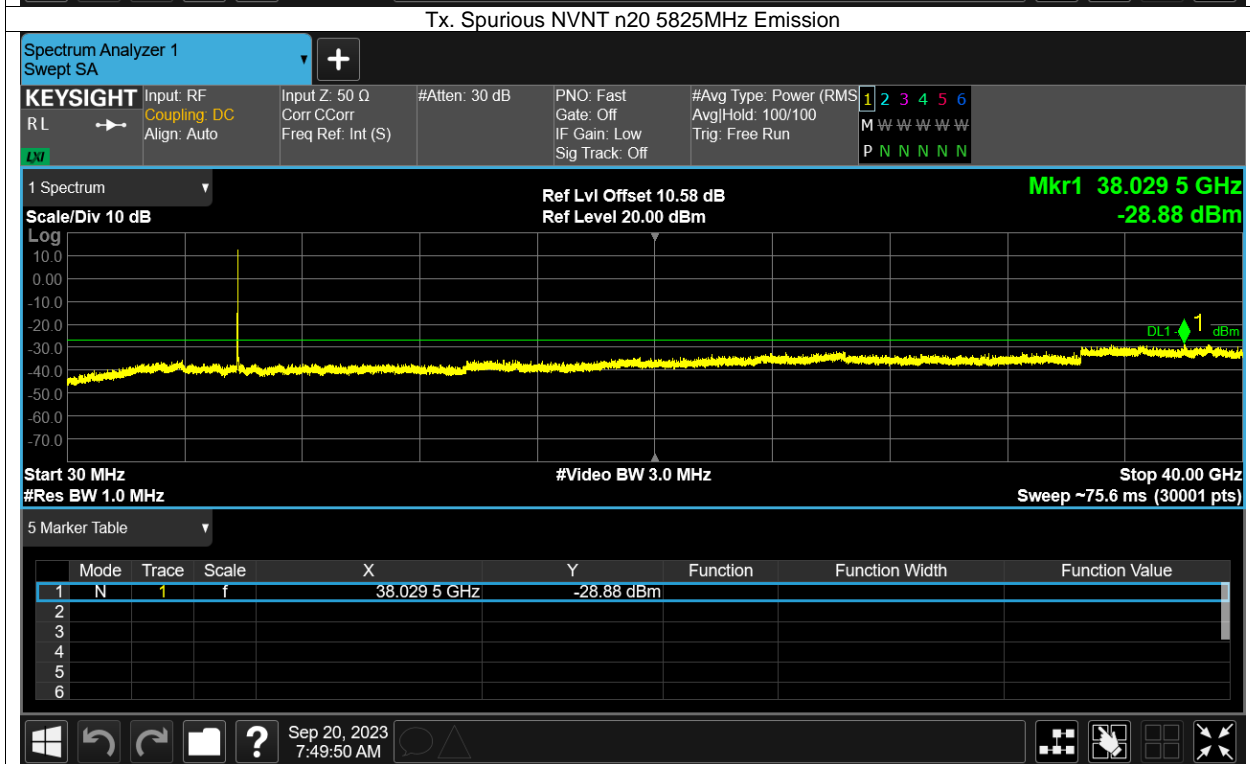 Tx. Spurious NVNT n20 5825MHz Emission
Spectrum Analyzer 1
Swept SA
KEYSIGHT Input: RF Input Z: 50 Ω #Atten: 30 dB PNO: Fast #Avg Type: Power (RMS 1 2 3 4 5 6
R L Coupling: DC Corr CCorr Gate: Off Avg|Hold: 100/100 M W W W W W
Align: Auto Freq Ref: Int (S) IF Gain: Low Trig: Free Run
LXI Sig Track: Off P N N N N N
1 Spectrum Ref Lvl Offset 10.58 dB Mkr1 38.029 5 GHz
Scale/Div 10 dB Ref Level 20.00 dBm -28.88 dBm
Log
10.0
0.00
-10.0
-20.0
DL1 1 dBm
-30.0
-40.0
-50.0
-60.0
-70.0
Start 30 MHz #Video BW 3.0 MHz Stop 40.00 GHz
#Res BW 1.0 MHz Sweep ~75.6 ms (30001 pts)
5 Marker Table
Mode Trace Scale X Y Function Function Width Function Value
1 N 1 f 38.029 5 GHz -28.88 dBm
2
3
4
5
6
? Sep 20, 2023
7:49:50 AM